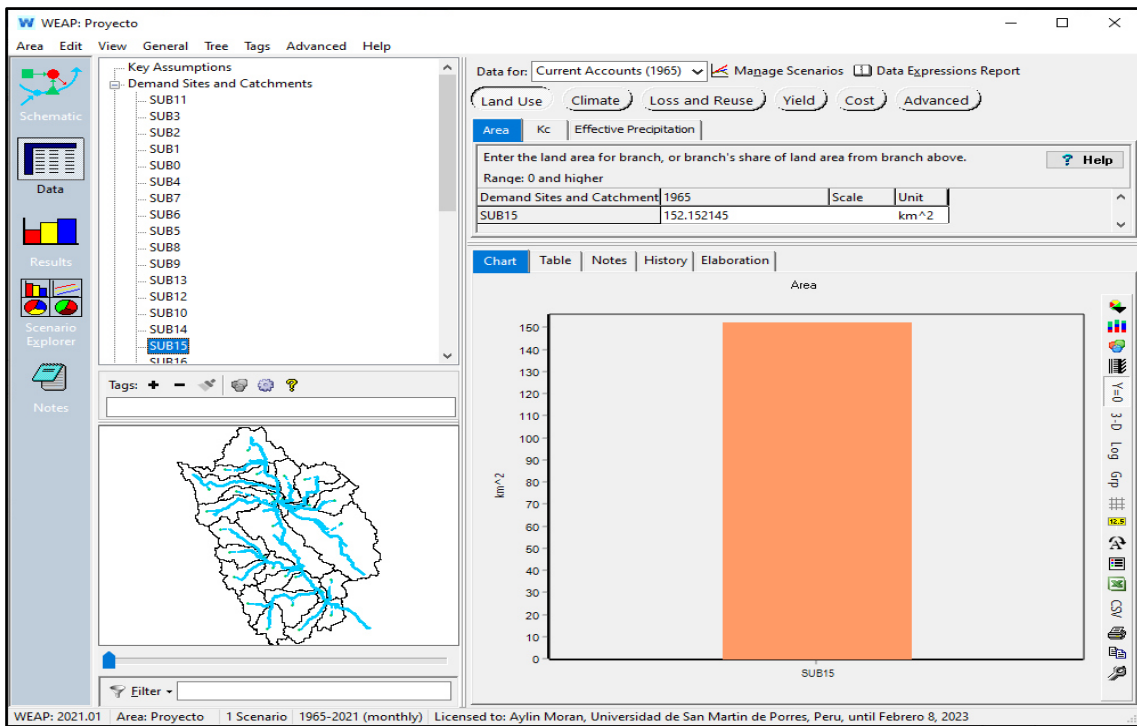 WEAP: Proyecto
Area Edit View General Tree Tags Advanced Help
Schematic
Data
Results
Scenario
Explorer
Notes
Key Assumptions
Demand Sites and Catchments
SUB11
SUB3
SUB2
SUB1
SUB0
SUB4
SUB7
SUB6
SUB5
SUB8
SUB9
SUB13
SUB12
SUB10
SUB14
SUB15
SUB16
Tags:
Filter
Data for: Current Accounts (1965) Manage Scenarios Data Expressions Report
Land Use Climate Loss and Reuse Yield Cost Advanced
Area Kc Effective Precipitation
Enter the land area for branch, or branch's share of land area from branch above. ? Help
Range: 0 and higher
Demand Sites and Catchment 1965 Scale Unit
SUB15 152.152145 km^2
Chart Table Notes History Elaboration
Area
km^2
150
140
130
120
110
100
90
80
70
60
50
40
30
20
10
0
SUB15
Y=0
3-D
Log
Grp
12.5
CSV
WEAP: 2021.01 Area: Proyecto 1 Scenario 1965-2021 (monthly) Licensed to: Aylin Moran, Universidad de San Martin de Porres, Peru, until Febrero 8, 2023